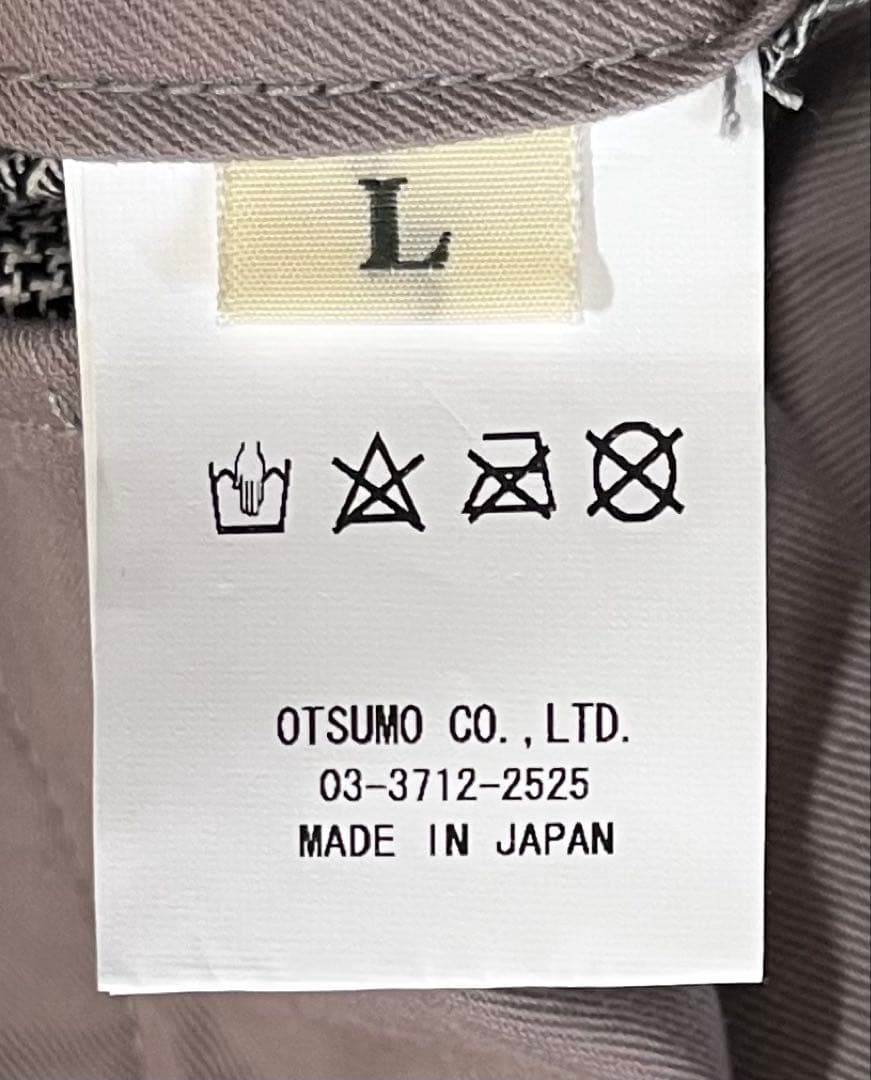 L
OTSUMO CO.,LTD.
03-3712-2525
MADE IN JAPAN